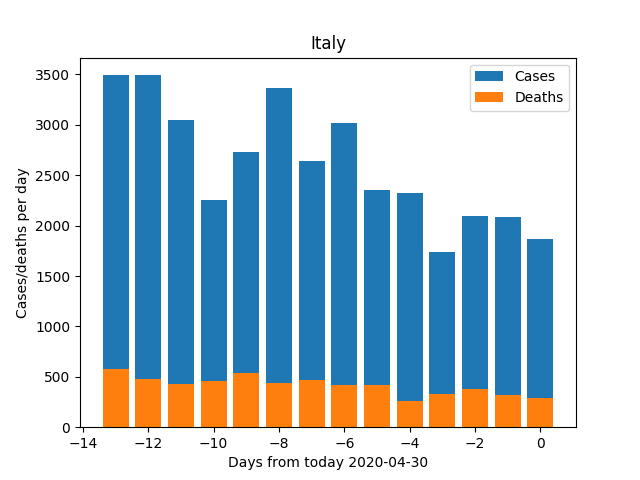 Italy
Cases
Deaths
Cases/deaths per day
3500
3000
2500
2000
1500
1000
500
0
−14 −12 −10 −8 −6 −4 −2 0
Days from today 2020-04-30